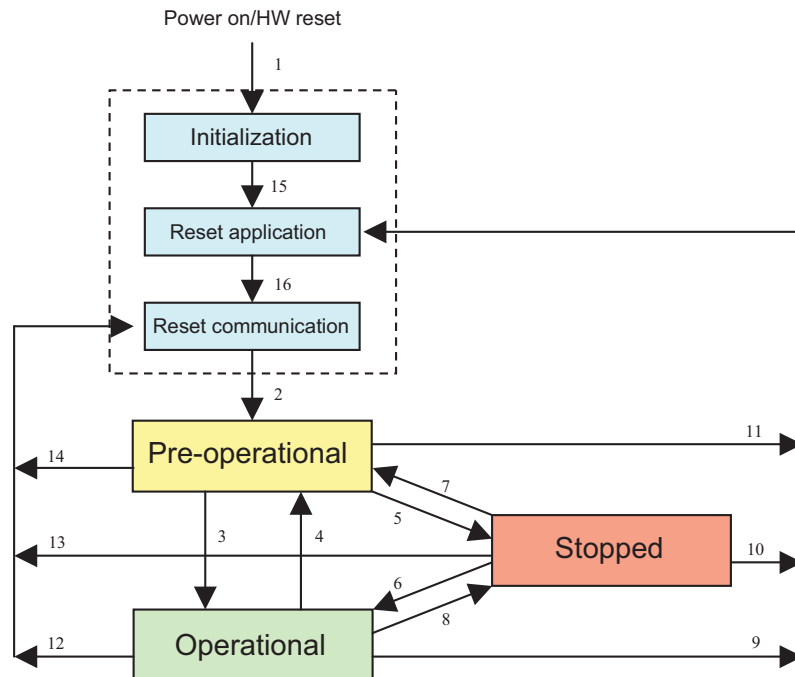 Power on/HW reset
1
Initialization
15
Reset application
16
Reset communication
2
11
Pre-operational
14
7
3
4
5
Stopped
13
10
6
8
12
Operational
9